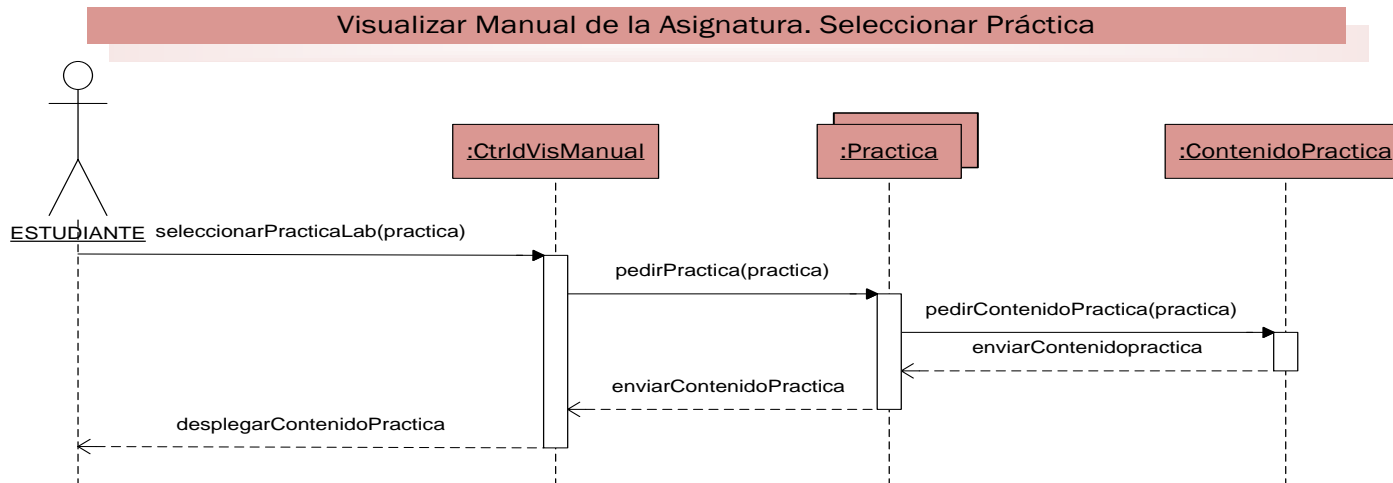 Visualizar Manual de la Asignatura. Seleccionar Práctica
:CtrldVisManual
:Practica
:ContenidoPractica
ESTUDIANTE
seleccionarPracticaLab(practica)
pedirPractica(practica)
pedirContenidoPractica(practica)
enviarContenidopractica
enviarContenidoPractica
desplegarContenidoPractica